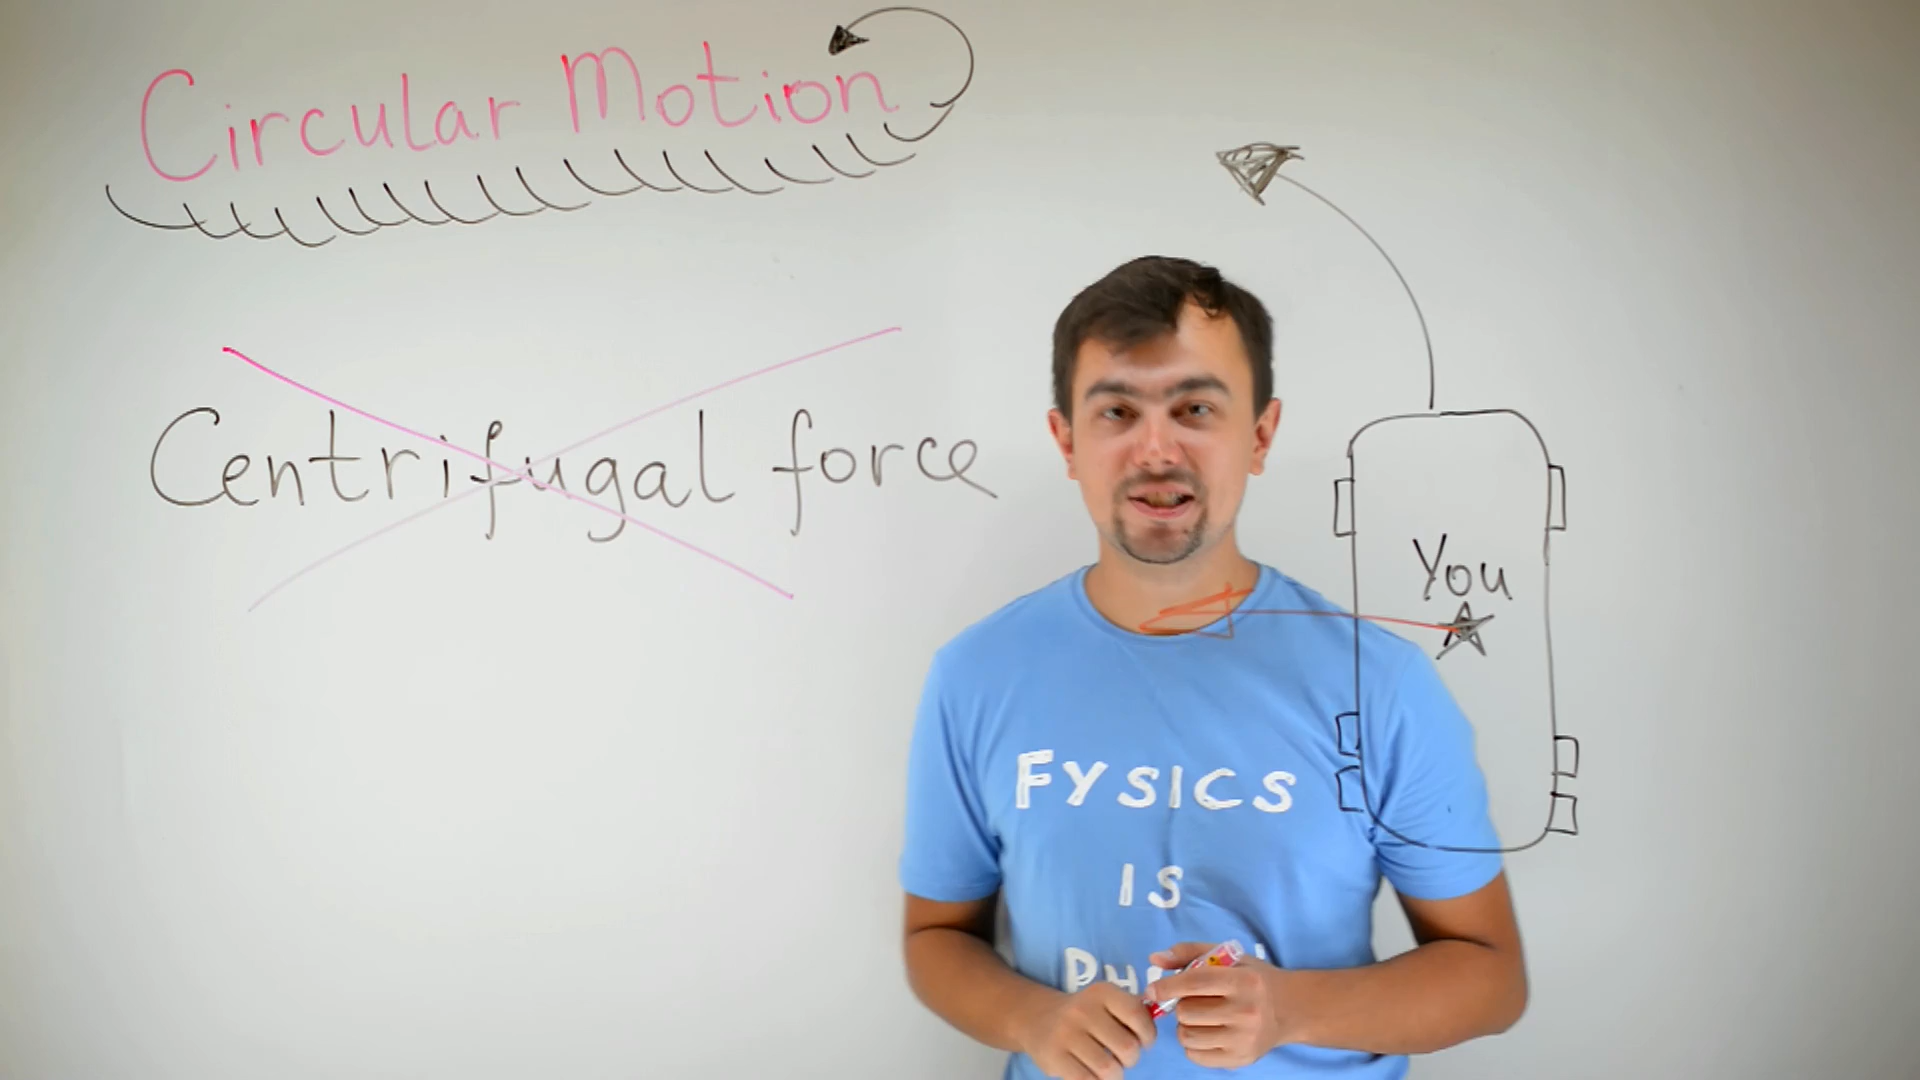 Circular Motion
Centrifugal force
You
FYSICS
IS